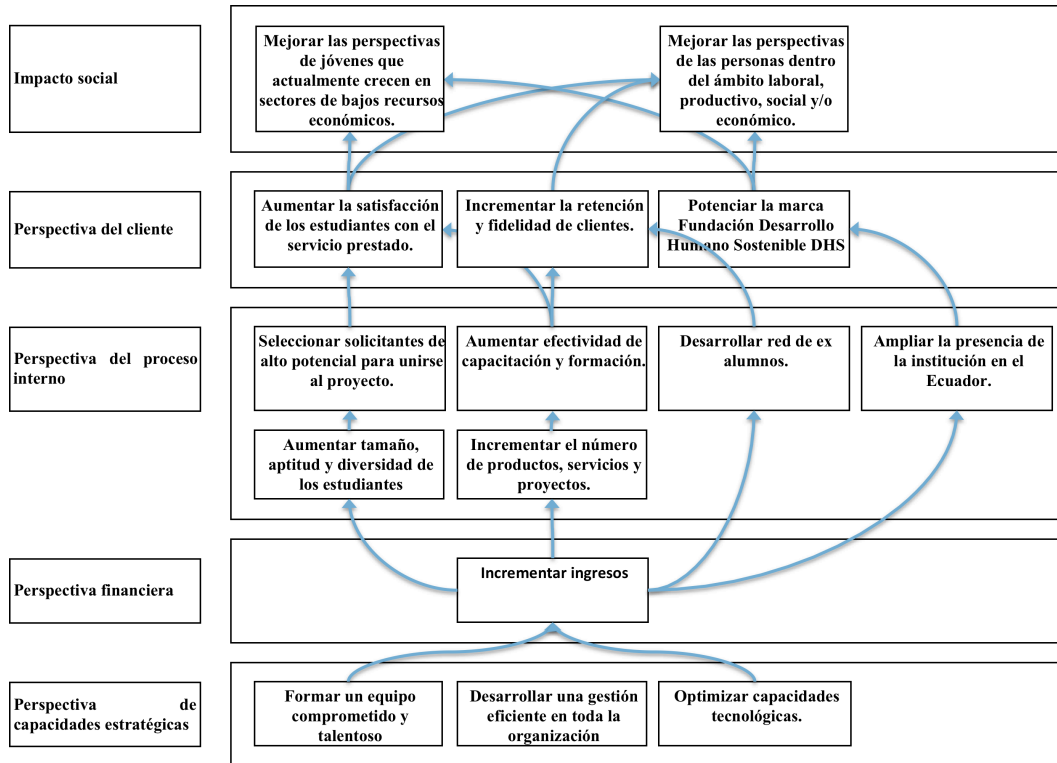 Impacto social
Mejorar las perspectivas
de jóvenes que
actualmente crecen en
sectores de bajos recursos
económicos.
Mejorar las perspectivas
de las personas dentro
del ámbito laboral,
productivo, social y/o
económico.
Perspectiva del cliente
Aumentar la satisfacción
de los estudiantes con el
servicio prestado.
Incrementar la retención
y fidelidad de clientes.
Potenciar la marca
Fundación Desarrollo
Humano Sostenible DHS
Perspectiva del proceso
interno
Seleccionar solicitantes de
alto potencial para unirse
al proyecto.
Aumentar efectividad de
capacitación y formación.
Desarrollar red de ex
alumnos.
Ampliar la presencia de
la institución en el
Ecuador.
Aumentar tamaño,
aptitud y diversidad de
los estudiantes
Incrementar el número
de productos, servicios y
proyectos.
Perspectiva financiera
Incrementar ingresos
Perspectiva de
capacidades estratégicas
Formar un equipo
comprometido y
talentoso
Desarrollar una gestión
eficiente en toda la
organización
Optimizar capacidades
tecnológicas.